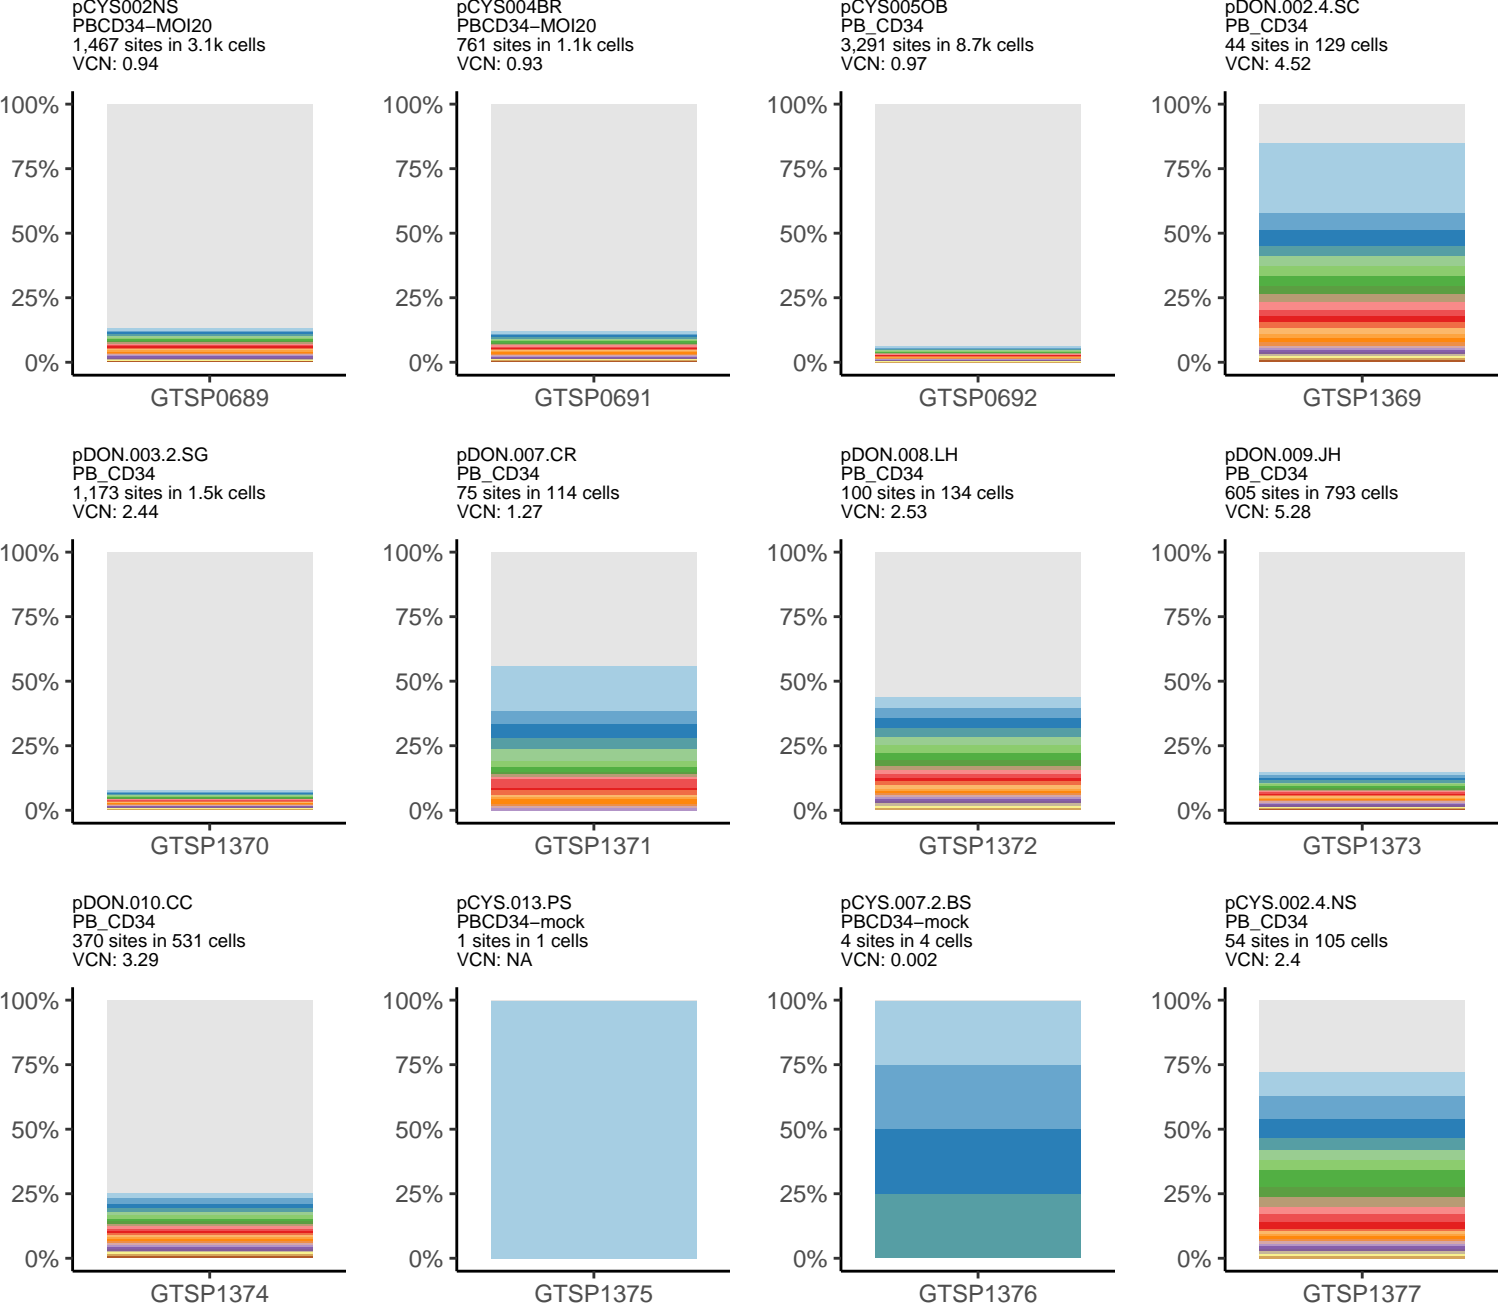 pCYS002NS
PBCD34−MOI20
1,467 sites in 3.1k cells
VCN: 0.94
100%
75%
50%
25%
0%
GTSP0689
pCYS004BR
PBCD34−MOI20
761 sites in 1.1k cells
VCN: 0.93
100%
75%
50%
25%
0%
GTSP0691
pCYS005OB
PB_CD34
3,291 sites in 8.7k cells
VCN: 0.97
100%
75%
50%
25%
0%
GTSP0692
pDON.002.4.SC
PB_CD34
44 sites in 129 cells
VCN: 4.52
100%
75%
50%
25%
0%
GTSP1369
pDON.003.2.SG
PB_CD34
1,173 sites in 1.5k cells
VCN: 2.44
100%
75%
50%
25%
0%
GTSP1370
pDON.007.CR
PB_CD34
75 sites in 114 cells
VCN: 1.27
100%
75%
50%
25%
0%
GTSP1371
pDON.008.LH
PB_CD34
100 sites in 134 cells
VCN: 2.53
100%
75%
50%
25%
0%
GTSP1372
pDON.009.JH
PB_CD34
605 sites in 793 cells
VCN: 5.28
100%
75%
50%
25%
0%
GTSP1373
pDON.010.CC
PB_CD34
370 sites in 531 cells
VCN: 3.29
100%
75%
50%
25%
0%
GTSP1374
pCYS.013.PS
PBCD34−mock
1 sites in 1 cells
VCN: NA
100%
75%
50%
25%
0%
GTSP1375
pCYS.007.2.BS
PBCD34−mock
4 sites in 4 cells
VCN: 0.002
100%
75%
50%
25%
0%
GTSP1376
pCYS.002.4.NS
PB_CD34
54 sites in 105 cells
VCN: 2.4
100%
75%
50%
25%
0%
GTSP1377